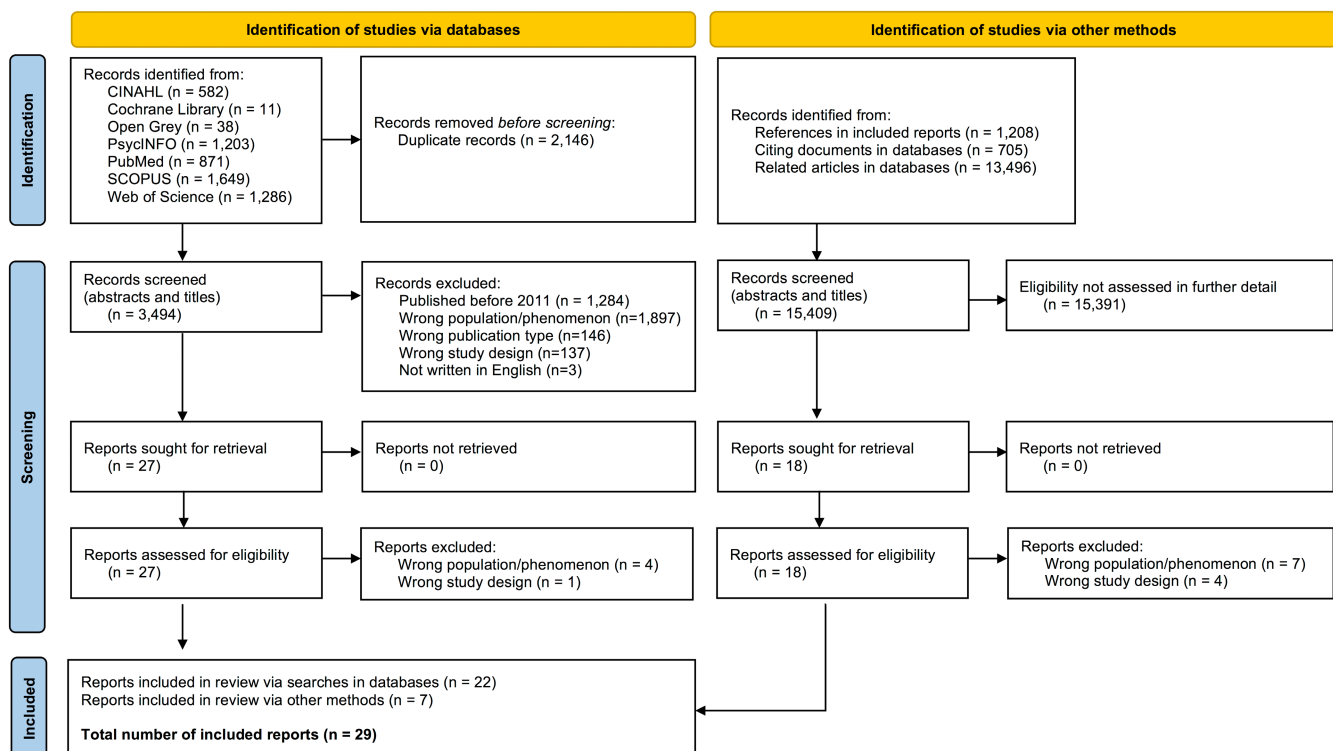 Identification of studies via databases
Identification of studies via other methods
Identification
Records identified from:
CINAHL (n = 582)
Cochrane Library (n = 11)
Open Grey (n = 38)
PsycINFO (n = 1,203)
PubMed (n = 871)
SCOPUS (n = 1,649)
Web of Science (n = 1,286)
Records removed before screening:
Duplicate records (n = 2,146)
Records identified from:
References in included reports (n = 1,208)
Citing documents in databases (n = 705)
Related articles in databases (n = 13,496)
Screening
Records screened
(abstracts and titles)
(n = 3,494)
Records excluded:
Published before 2011 (n = 1,284)
Wrong population/phenomenon (n=1,897)
Wrong publication type (n=146)
Wrong study design (n=137)
Not written in English (n=3)
Records screened
(abstracts and titles)
(n = 15,409)
Eligibility not assessed in further detail
(n = 15,391)
Reports sought for retrieval
(n = 27)
Reports not retrieved
(n = 0)
Reports sought for retrieval
(n = 18)
Reports not retrieved
(n = 0)
Reports assessed for eligibility
(n = 27)
Reports excluded:
Wrong population/phenomenon (n = 4)
Wrong study design (n = 1)
Reports assessed for eligibility
(n = 18)
Reports excluded:
Wrong population/phenomenon (n = 7)
Wrong study design (n = 4)
Included
Reports included in review via searches in databases (n = 22)
Reports included in review via other methods (n = 7)
Total number of included reports (n = 29)